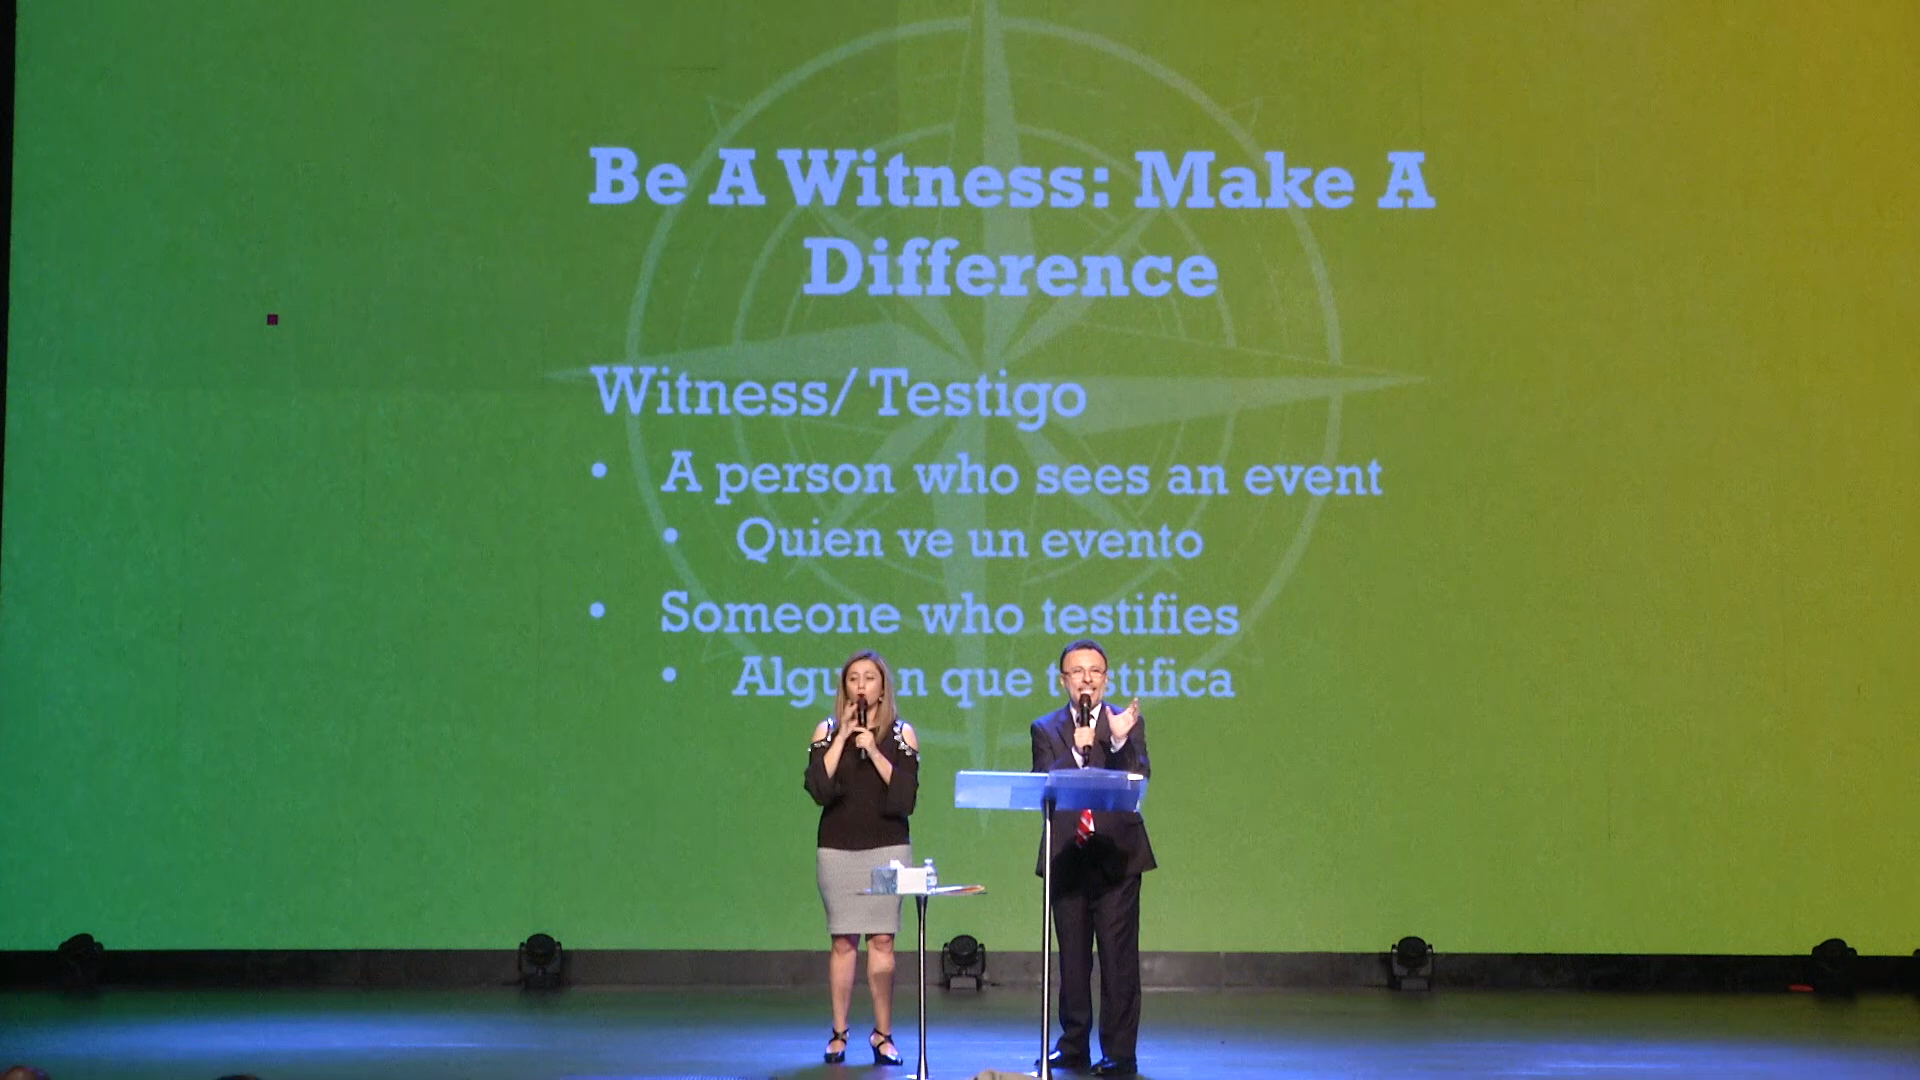 Be A Witness: Make A
Difference
Witness/ Testigo
• A person who sees an event
• Quien ve un evento
• Someone who testifies
• que